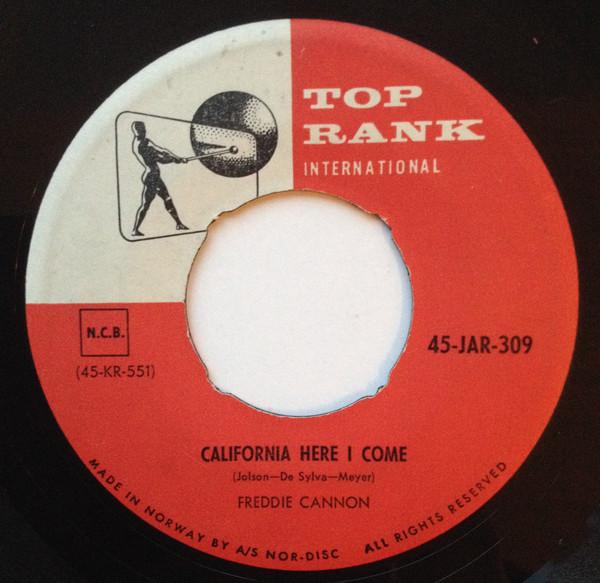 TOP
RANK
INTERNATIONAL
N.C.B.
(45-KR-551)
45-JAR-309
CALIFORNIA HERE I COME
(Jolson—De Sylva—Meyer)
FREDDIE CANNON
MADE IN NORWAY BY A/S NOR-DISC ALL RIGHTS RESERVED